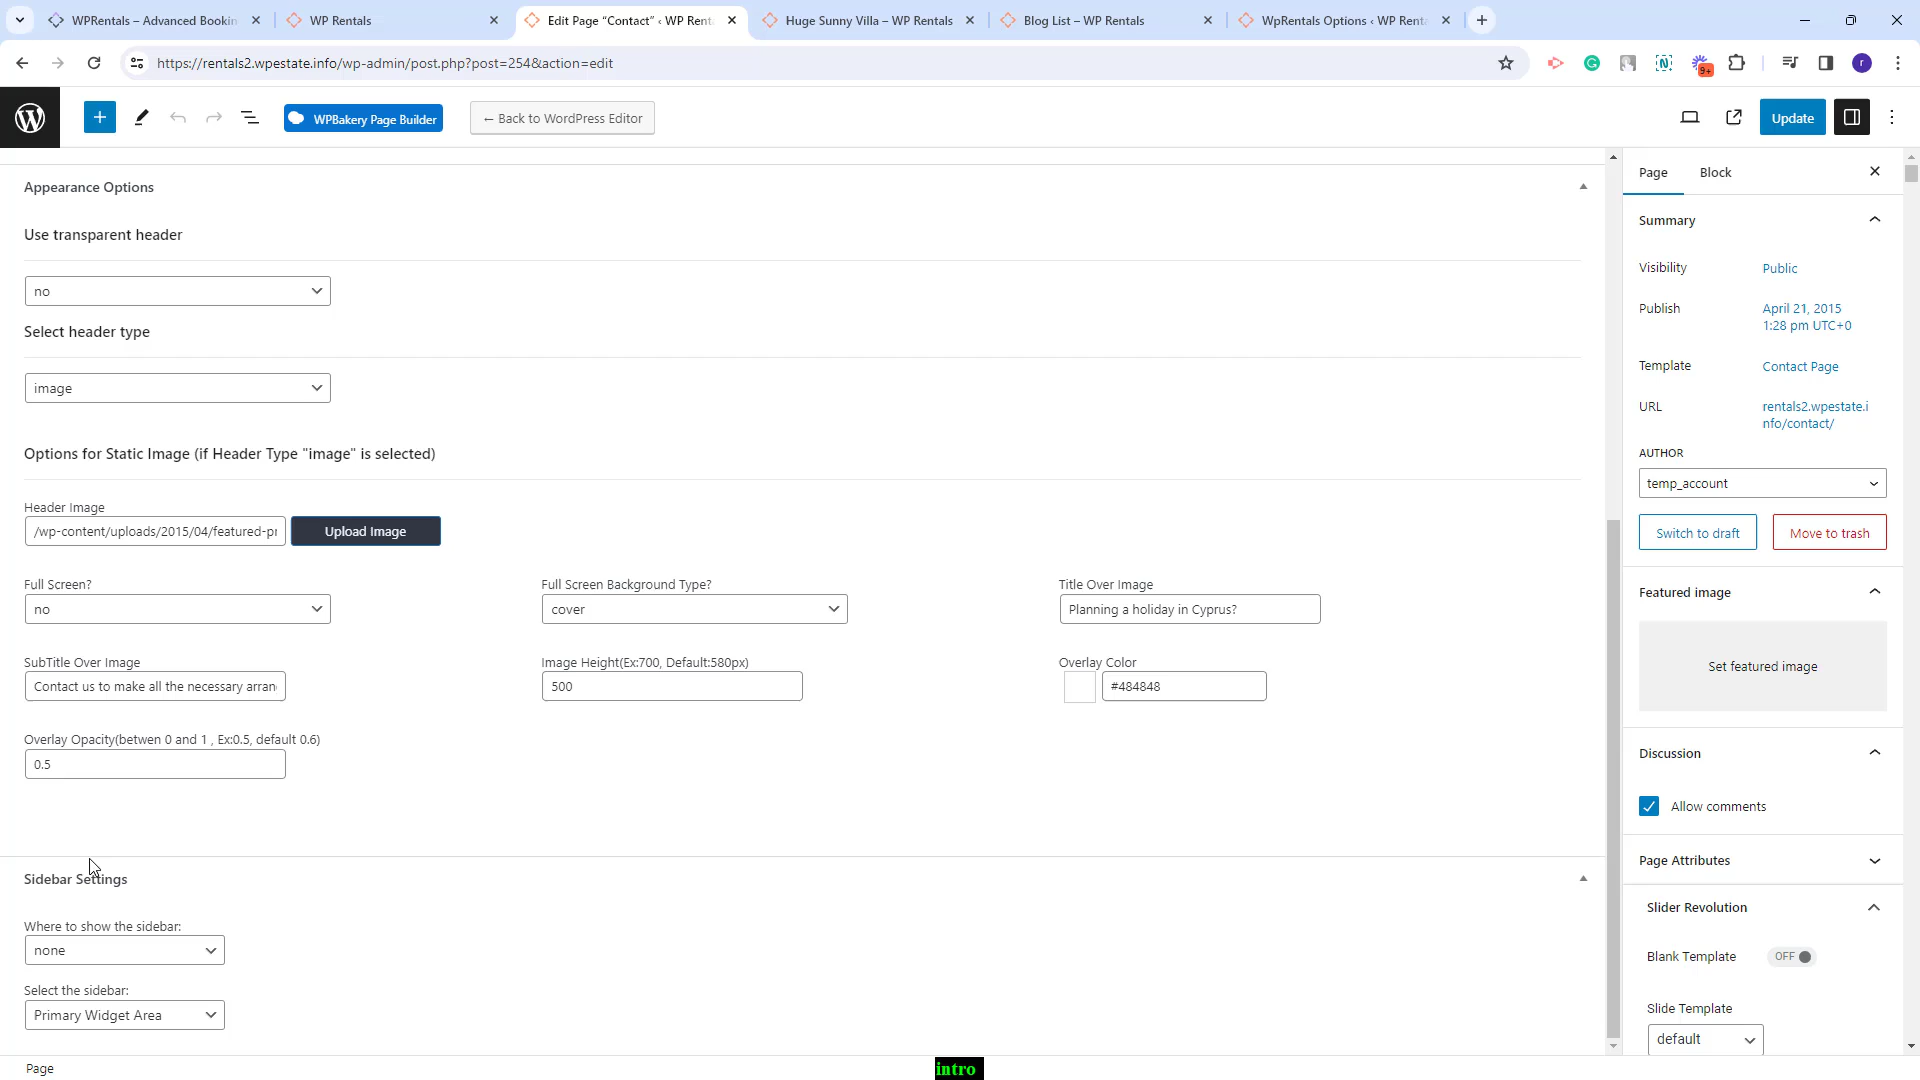 WPRentals – Advanced Bookin
WP Rentals
Edit Page “Contact” ‹ WP Rent
Huge Sunny Villa – WP Rentals
Blog List – WP Rentals
WpRentals Options ‹ WP Renta
https://rentals2.wpestate.info/wp-admin/post.php?post=254&action=edit
9+
r
WPBakery Page Builder
← Back to WordPress Editor
Update
Appearance Options
Use transparent header
no
Select header type
image
Options for Static Image (if Header Type "image" is selected)
Header Image
/wp-content/uploads/2015/04/featured-pr
Upload Image
Full Screen?
no
Full Screen Background Type?
cover
Title Over Image
Planning a holiday in Cyprus?
SubTitle Over Image
Contact us to make all the necessary arran
Image Height(Ex:700, Default:580px)
500
Overlay Color
#484848
Overlay Opacity(betwen 0 and 1 , Ex:0.5, default 0.6)
0.5
Sidebar Settings
Where to show the sidebar:
none
Select the sidebar:
Primary Widget Area
Page
Block
Summary
Visibility
Public
Publish
April 21, 2015
1:28 pm UTC+0
Template
Contact Page
URL
rentals2.wpestate.i
nfo/contact/
AUTHOR
temp_account
Switch to draft
Move to trash
Featured image
Set featured image
Discussion
Allow comments
Page Attributes
Slider Revolution
Blank Template
OFF
Slide Template
default
Page
intro